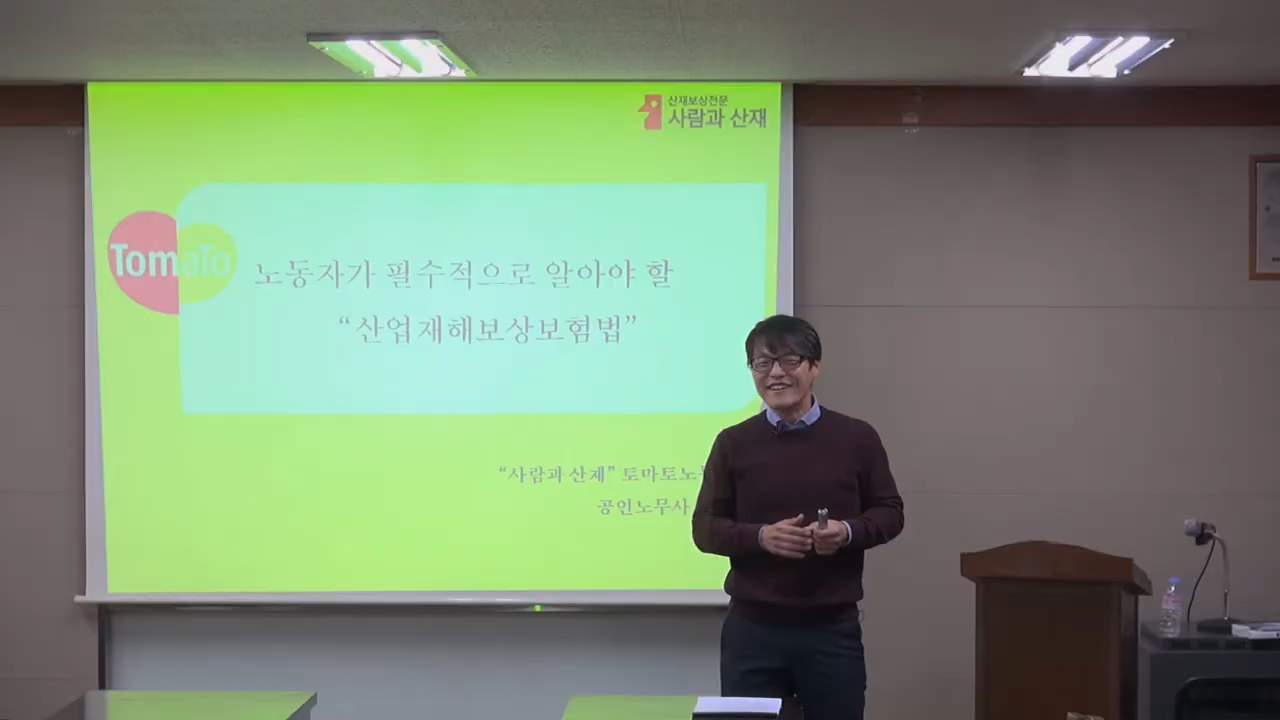 산재보상전문
사람과 산재
TomaTo
노동자가 필수적으로 알아야 할
“산업재해보상보험법”
“사람과 산재” 토마토노무
공인노무사